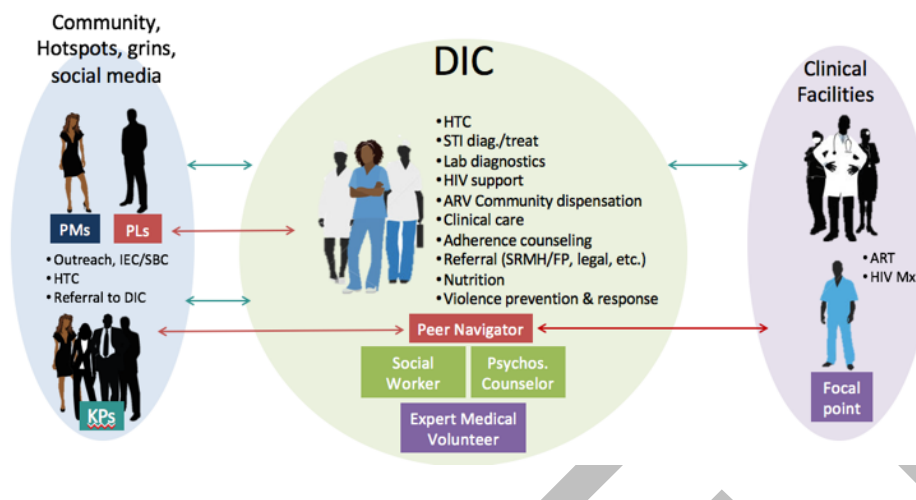 Community,
Hotspots, grins,
social media
PMs
PLs
• Outreach, IEC/SBC
• HTC
• Referral to DIC
KPs
DIC
• HTC
• STI diag./treat
• Lab diagnostics
• HIV support
• ARV Community dispensation
• Clinical care
• Adherence counseling
• Referral (SRMH/FP, legal, etc.)
• Nutrition
• Violence prevention & response
Peer Navigator
Social
Worker
Psychos.
Counselor
Expert Medical
Volunteer
Clinical
Facilities
• ART
• HIV Mx
Focal
point